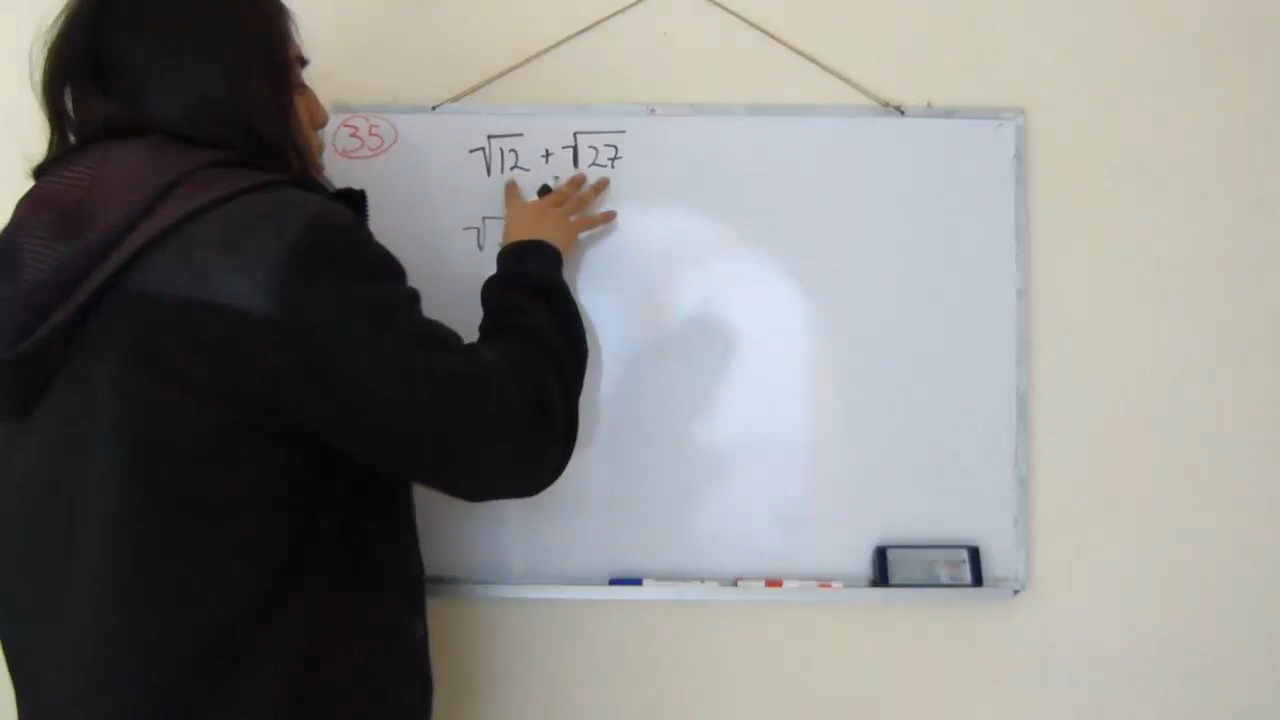 35
√12 + √27
√